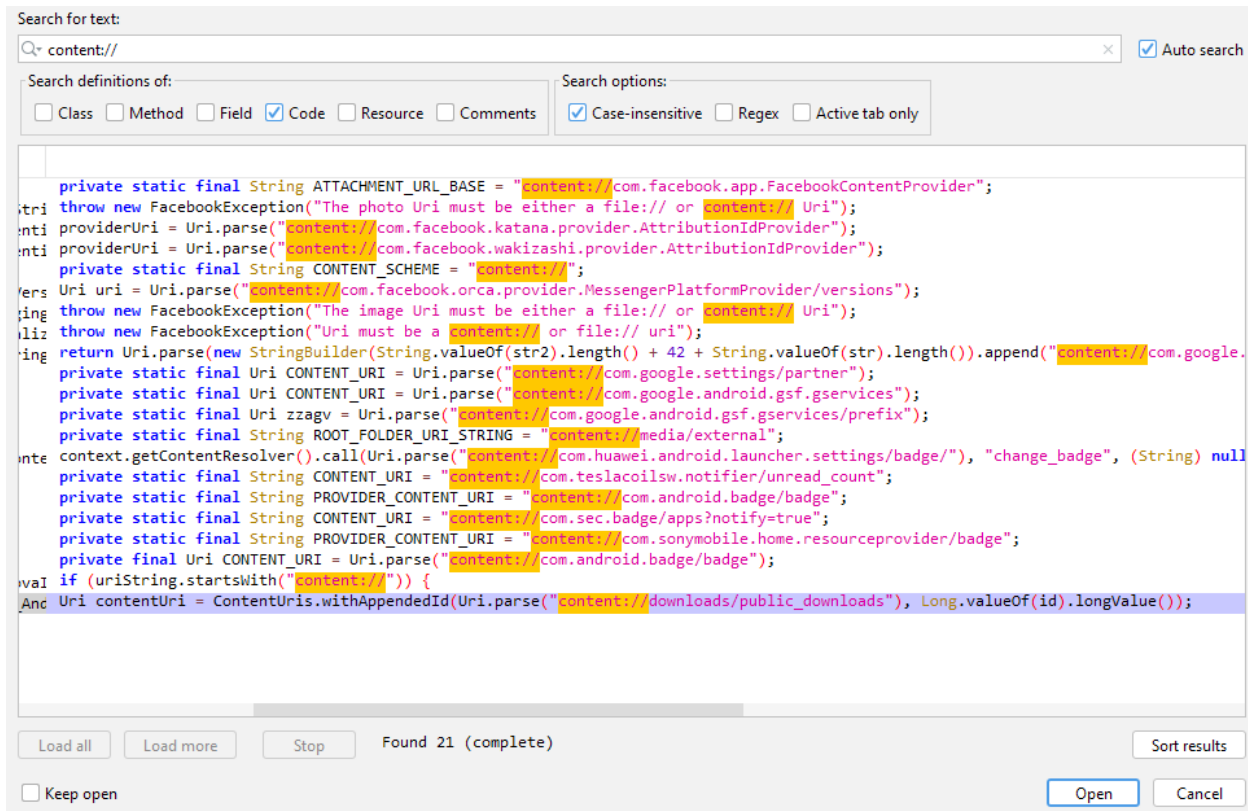 Search for text:
content://
Auto search
Search definitions of:
Search options:
Class Method Field Code Resource Comments
Case-insensitive Regex Active tab only
private static final String ATTACHMENT_URL_BASE = "content://com.facebook.app.FacebookContentProvider";
stri throw new FacebookException("The photo Uri must be either a file:// or content:// Uri");
enti providerUri = Uri.parse("content://com.facebook.katana.provider.AttributionIdProvider");
enti providerUri = Uri.parse("content://com.facebook.wakizashi.provider.AttributionIdProvider");
private static final String CONTENT_SCHEME = "content://";
Vers Uri uri = Uri.parse("content://com.facebook.orca.provider.MessengerPlatformProvider/versions");
ging throw new FacebookException("The image Uri must be either a file:// or content:// Uri");
aliz throw new FacebookException("Uri must be a content:// or file:// uri");
ring return Uri.parse(new StringBuilder(String.valueOf(str2).length() + 42 + String.valueOf(str).length()).append("content://com.google.
private static final Uri CONTENT_URI = Uri.parse("content://com.google.settings/partner");
private static final Uri CONTENT_URI = Uri.parse("content://com.google.android.gsf.gservices");
private static final Uri zzagv = Uri.parse("content://com.google.android.gsf.gservices/prefix");
private static final String ROOT_FOLDER_URI_STRING = "content://media/external";
onte context.getContentResolver().call(Uri.parse("content://com.huawei.android.launcher.settings/badge/"), "change_badge", (String) null
private static final String CONTENT_URI = "content://com.teslacoilsw.notifier/unread_count";
private static final String PROVIDER_CONTENT_URI = "content://com.android.badge/badge";
private static final String CONTENT_URI = "content://com.sec.badge/apps?notify=true";
private static final String PROVIDER_CONTENT_URI = "content://com.sonymobile.home.resourceprovider/badge";
private final Uri CONTENT_URI = Uri.parse("content://com.android.badge/badge");
ovaI if (uriString.startsWith("content://")) {
_And Uri contentUri = ContentUris.withAppendedId(Uri.parse("content://downloads/public_downloads"), Long.valueOf(id).longValue());
Load all Load more Stop Found 21 (complete) Sort results
Keep open Open Cancel